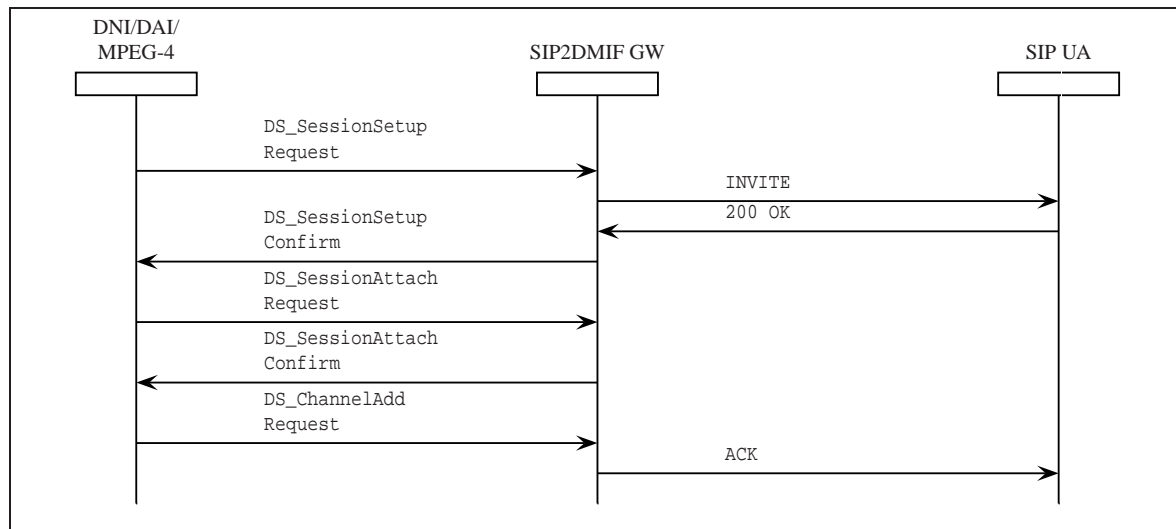 DNI/DAI/
MPEG-4
SIP2DMIF GW
SIP UA
DS_SessionSetup
Request
INVITE
200 OK
DS_SessionSetup
Confirm
DS_SessionAttach
Request
DS_SessionAttach
Confirm
DS_ChannelAdd
Request
ACK